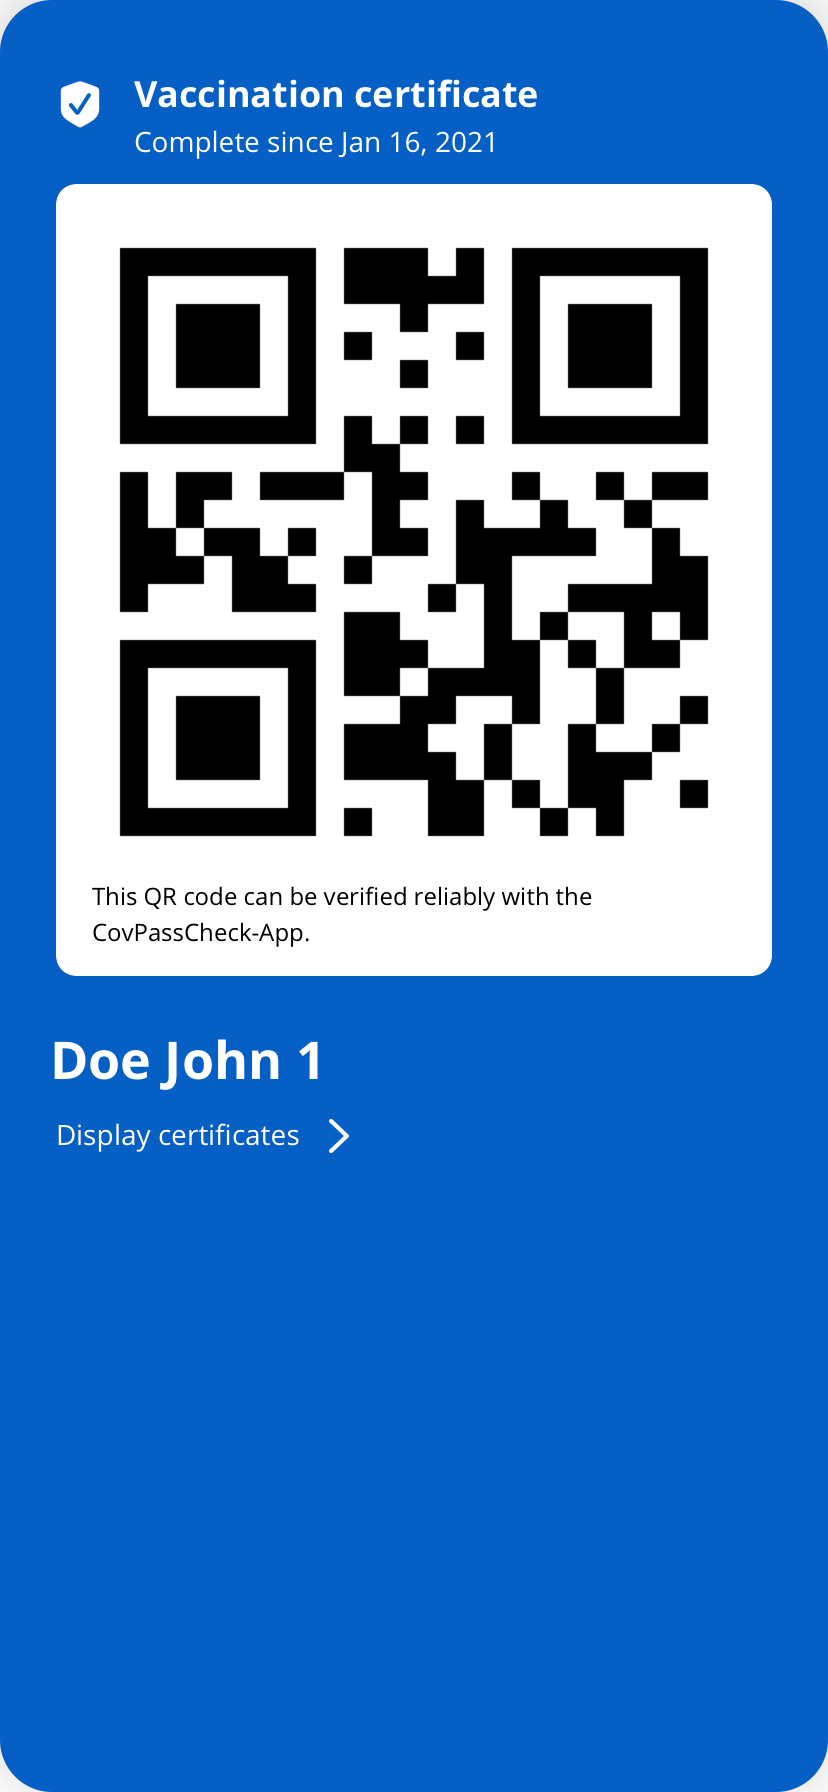 Vaccination certificate
Complete since Jan 16, 2021
This QR code can be verified reliably with the
CovPassCheck-App.
Doe John 1
Display certificates